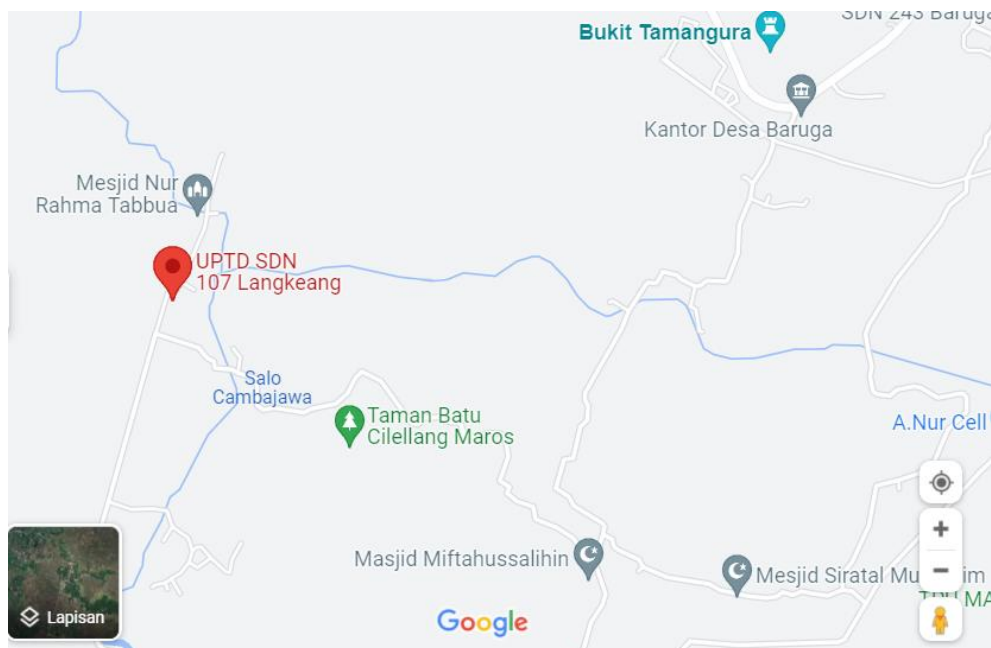 SDN 243 Baruga
Bukit Tamangura
Kantor Desa Baruga
Mesjid Nur
Rahma Tabbua
UPTD SDN
107 Langkeang
Salo
Cambajawa
Taman Batu
Cilellang Maros
A.Nur Cell
Masjid Miftahussalihin
Mesjid Siratal
Lapisan
Google